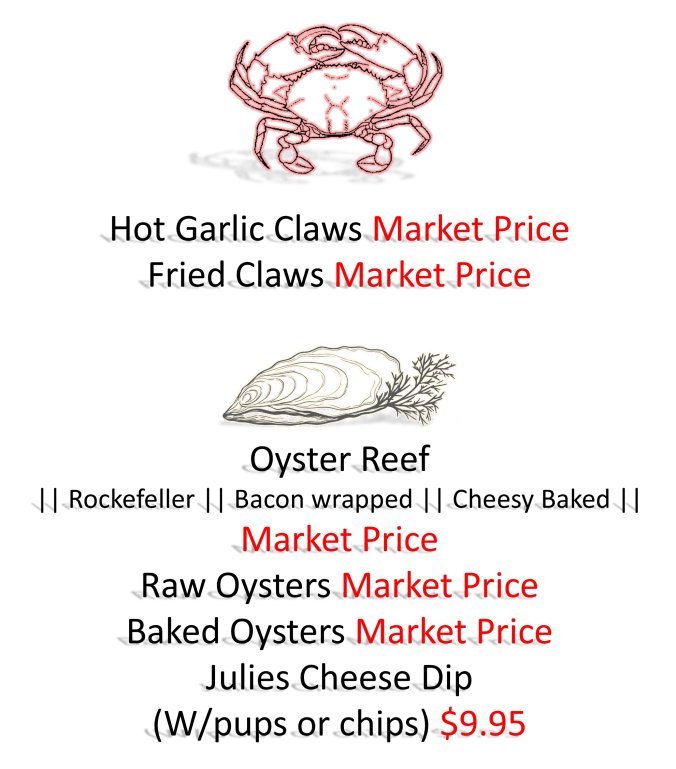 Hot Garlic Claws Market Price
Fried Claws Market Price
Oyster Reef
|| Rockefeller || Bacon wrapped || Cheesy Baked ||
Market Price
Raw Oysters Market Price
Baked Oysters Market Price
Julies Cheese Dip
(W/pups or chips) $9.95